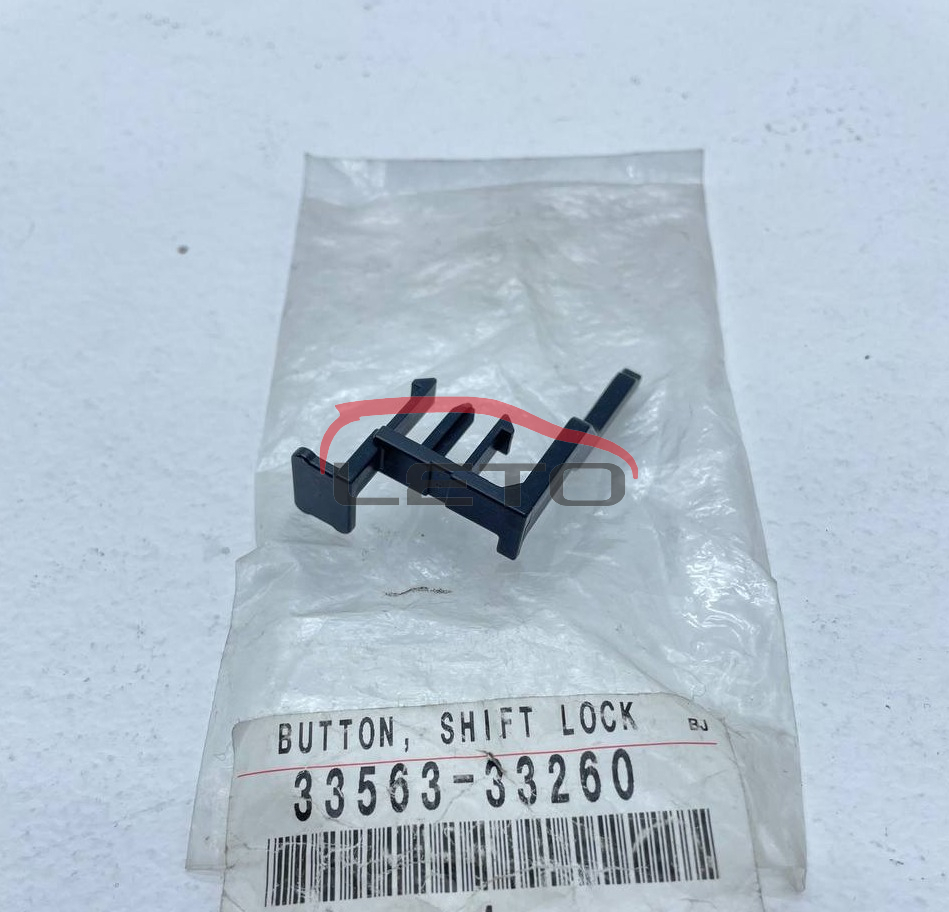 LETO
BUTTON, SHIFT LOCK BJ
33563-33260